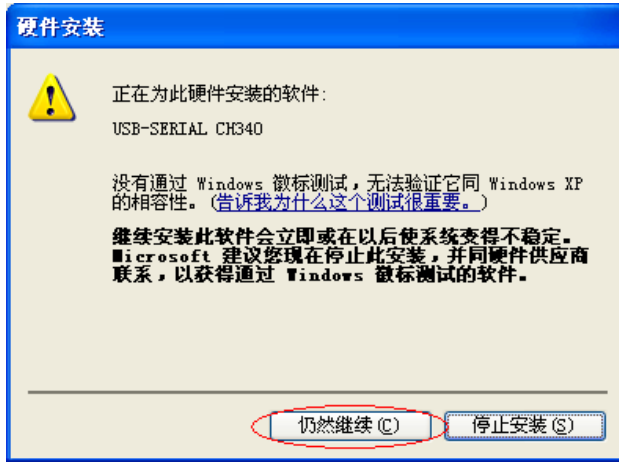 硬件安装
正在为此硬件安装的软件:
USB-SERIAL CH340
没有通过 Windows 徽标测试，无法验证它同 Windows XP
的相容性。(告诉我为什么这个测试很重要。)
继续安装此软件会立即或在以后使系统变得不稳定。
Microsoft 建议您现在停止此安装，并同硬件供应商
联系，以获得通过 Windows 徽标测试的软件。
仍然继续(C)
停止安装(S)